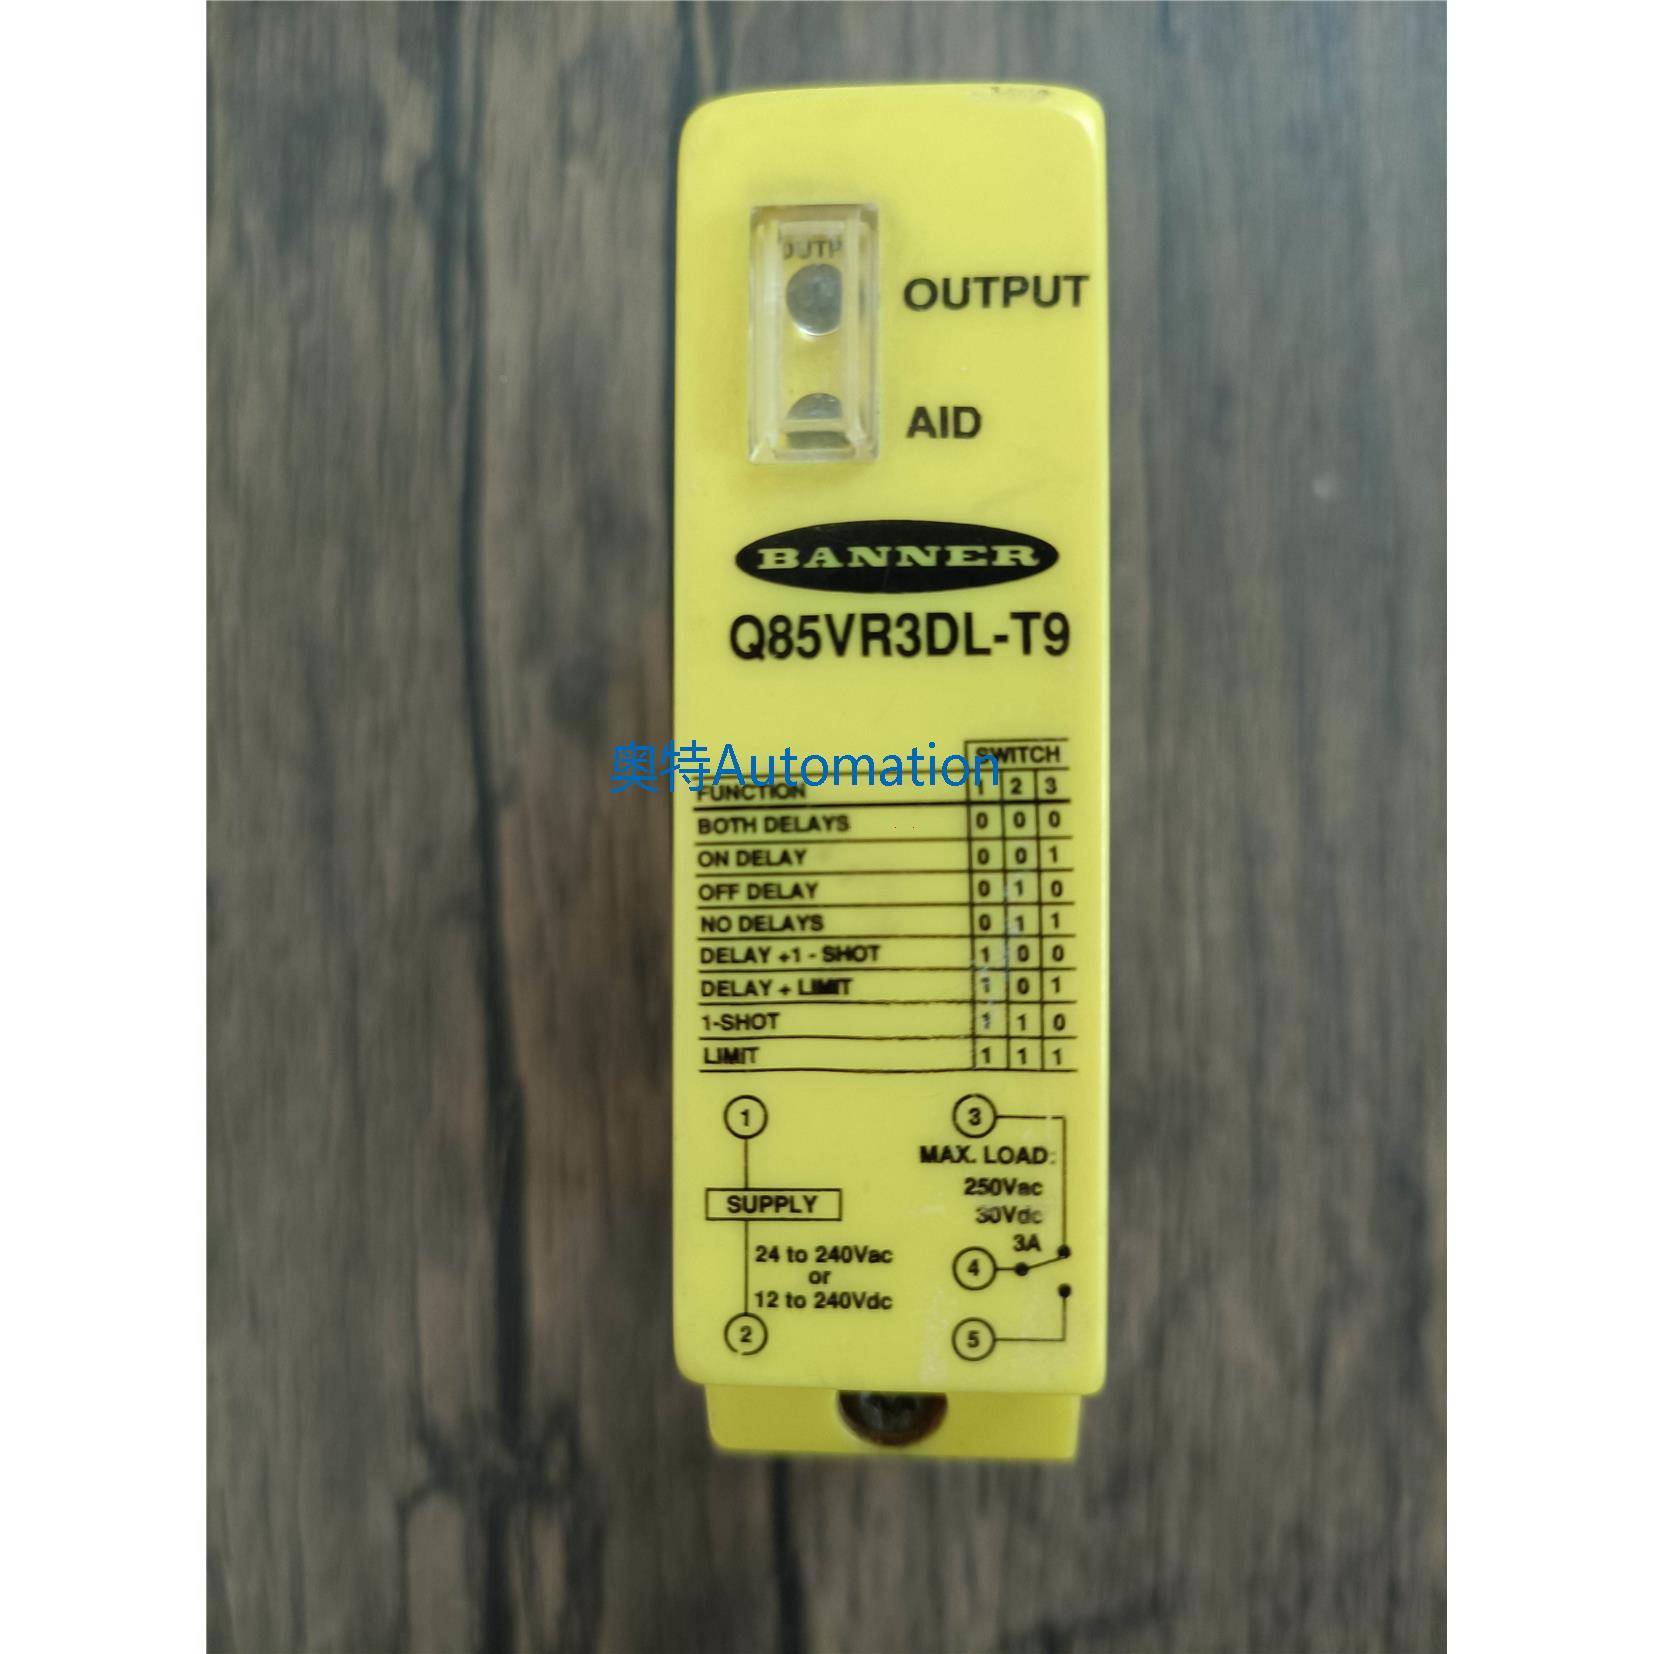 OUTP
OUTPUT
AID
BANNER
Q85VR3DL-T9
奥特Automation
SWITCH
FUNCTION 1 2 3
BOTH DELAYS 0 0 0
ON DELAY 0 0 1
OFF DELAY 0 1 0
NO DELAYS 0 1 1
DELAY +1 - SHOT 1 0 0
DELAY + LIMIT 1 0 1
1-SHOT 1 1 0
LIMIT 1 1 1
1
SUPPLY
24 to 240Vac
or
12 to 240Vdc
2
3
MAX. LOAD:
250Vac
30Vdc
3A
4
5